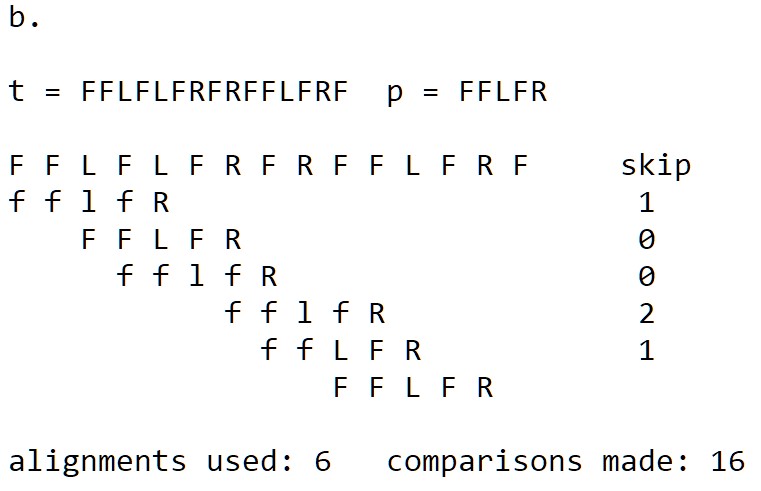 b.
t = FFLFLFRFRFFLFRF p = FFLFR
F F L F L F R F R F F L F R F skip
f f l f R 1
F F L F R 0
f f l f R 0
f f l f R 2
f f L F R 1
F F L F R
alignments used: 6 comparisons made: 16